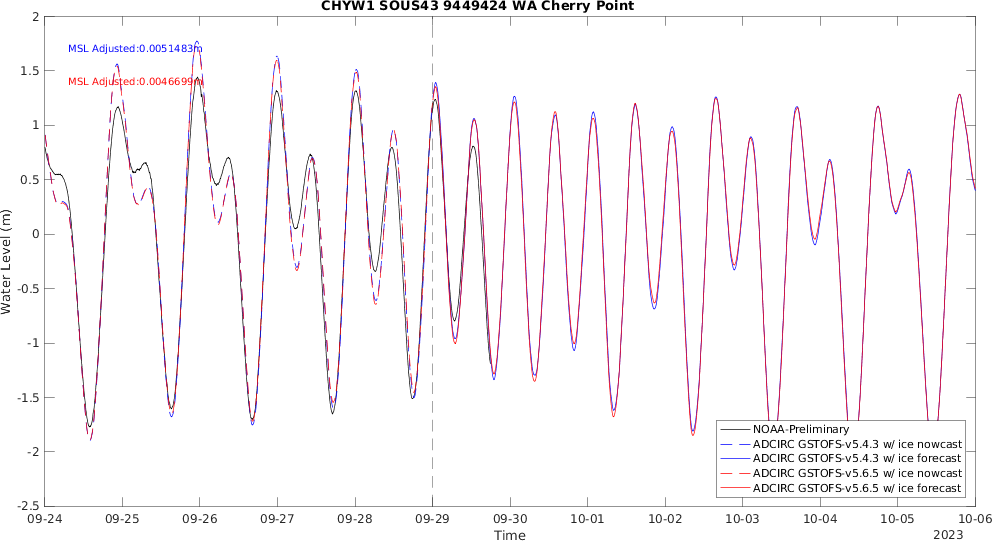 CHYW1 SOUS43 9449424 WA Cherry Point
MSL Adjusted:0.0051483m
MSL Adjusted:0.0046699m
Water Level (m)
2
1.5
1
0.5
0
-0.5
-1
-1.5
-2
-2.5
NOAA-Preliminary
ADCIRC GSTOFS-v5.4.3 w/ ice nowcast
ADCIRC GSTOFS-v5.4.3 w/ ice forecast
ADCIRC GSTOFS-v5.6.5 w/ ice nowcast
ADCIRC GSTOFS-v5.6.5 w/ ice forecast
09-24 09-25 09-26 09-27 09-28 09-29 09-30 10-01 10-02 10-03 10-04 10-05 10-06
Time
2023